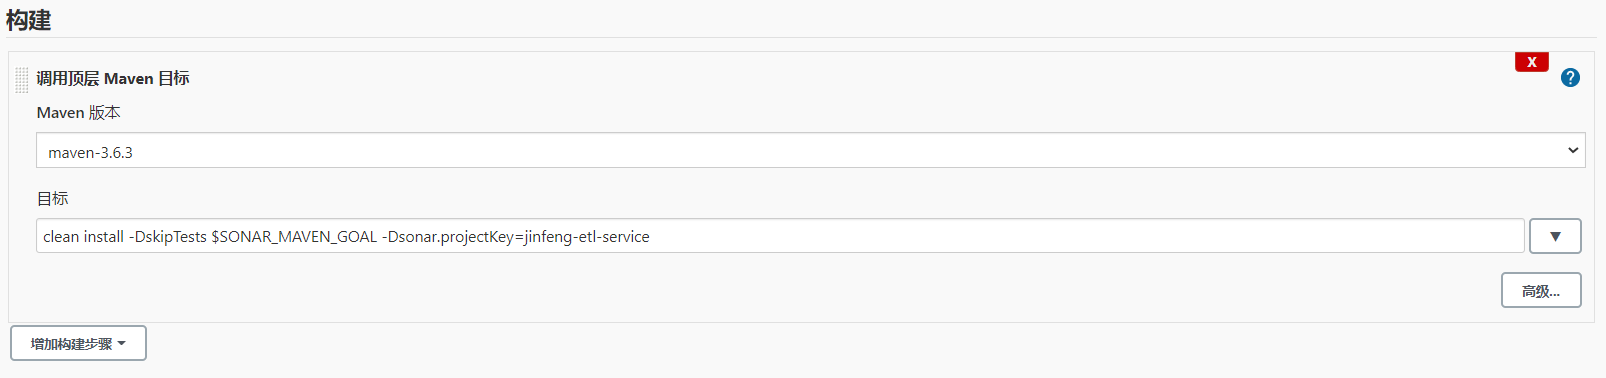 构建
X
调用顶层 Maven 目标
?
Maven 版本
maven-3.6.3
目标
clean install -DskipTests $SONAR_MAVEN_GOAL -Dsonar.projectKey=jinfeng-etl-service
▼
高级...
增加构建步骤